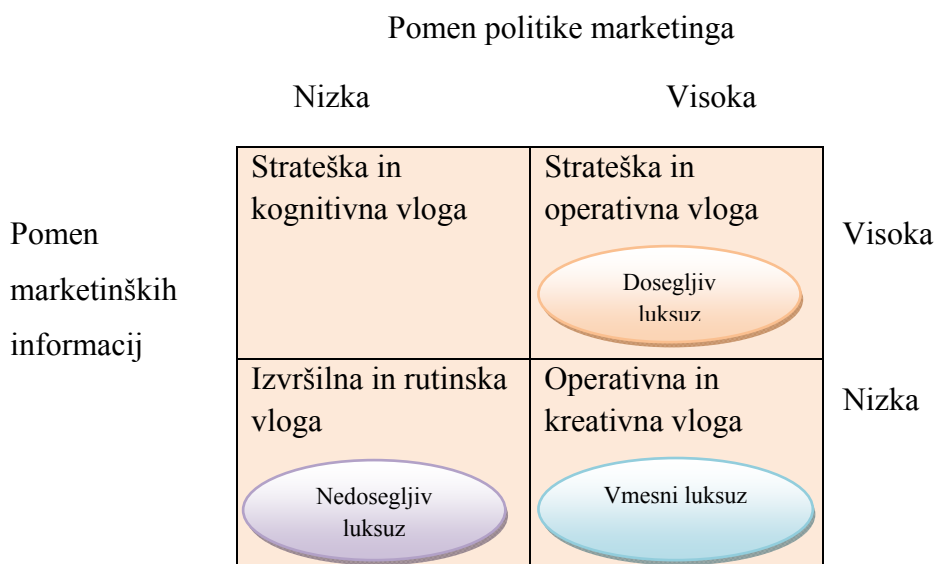 Pomen politike marketinga
Nizka
Visoka
Strateška in
kognitivna vloga
Strateška in
operativna vloga
Pomen
marketinških
informacij
Visoka
Dosegljiv
luksuz
Izvršilna in rutinska
vloga
Operativna in
kreativna vloga
Nizka
Nedosegljiv
luksuz
Vmesni luksuz